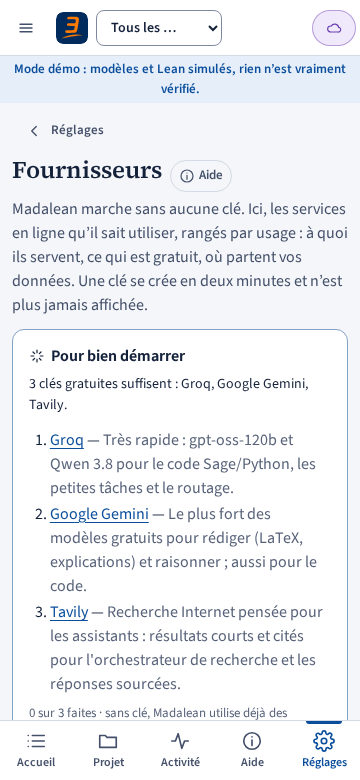 Tous les ...
Mode démo : modèles et Lean simulés, rien n’est vraiment
vérifié.
Réglages
Fournisseurs
Aide
Madalean marche sans aucune clé. Ici, les services
en ligne qu’il sait utiliser, rangés par usage : à quoi
ils servent, ce qui est gratuit, où partent vos
données. Une clé se crée en deux minutes et n’est
plus jamais affichée.
Pour bien démarrer
3 clés gratuites suffisent : Groq, Google Gemini,
Tavily.
1. Groq — Très rapide : gpt-oss-120b et
Qwen 3.8 pour le code Sage/Python, les
petites tâches et le routage.
2. Google Gemini — Le plus fort des
modèles gratuits pour rédiger (LaTeX,
explications) et raisonner ; aussi pour le
code.
3. Tavily — Recherche Internet pensée pour
les assistants : résultats courts et cités
pour l'orchestrateur de recherche et les
réponses sourcées.
0 sur 3 faites · sans clé, Madalean utilise déjà des
Accueil
Projet
Activité
Aide
Réglages